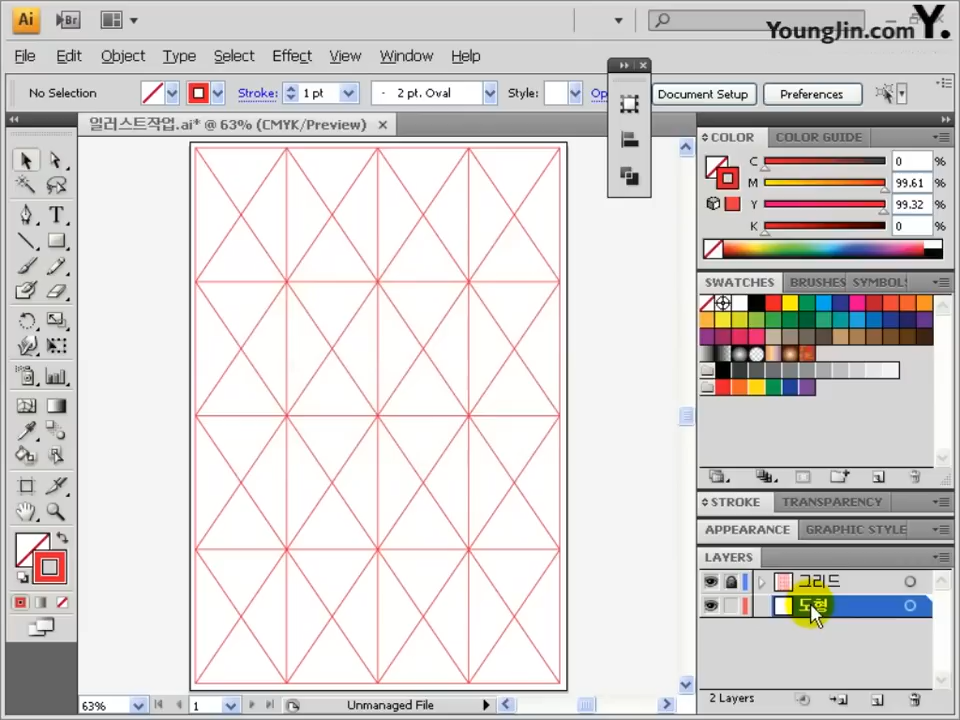 Ai Br
YoungJin.com Y.
File Edit Object Type Select Effect View Window Help
No Selection Stroke: 1 pt 2 pt. Oval Style: Op Document Setup Preferences
일러스트작업.ai* @ 63% (CMYK/Preview)
COLOR COLOR GUIDE
C 0 %
M 99.61 %
Y 99.32 %
K 0 %
SWATCHES BRUSHES SYMBOL
STROKE TRANSPARENCY
APPEARANCE GRAPHIC STYLE
LAYERS
그리드
도형
2 Layers
63% 1 Unmanaged File